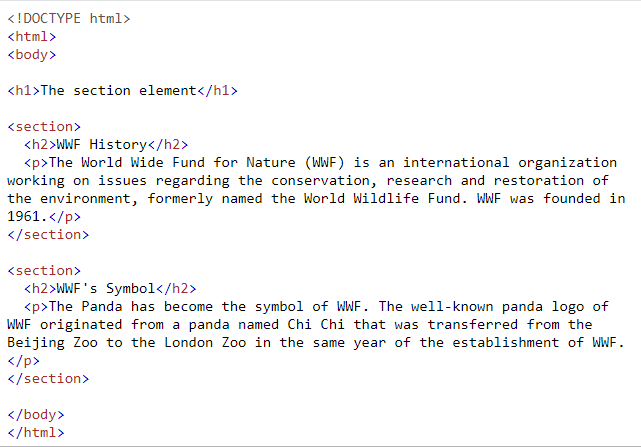 <!DOCTYPE html>
<html>
<body>
<h1>The section element</h1>
<section>
<h2>WWF History</h2>
<p>The World Wide Fund for Nature (WWF) is an international organization
working on issues regarding the conservation, research and restoration of
the environment, formerly named the World Wildlife Fund. WWF was founded in
1961.</p>
</section>
<section>
<h2>WWF's Symbol</h2>
<p>The Panda has become the symbol of WWF. The well-known panda logo of
WWF originated from a panda named Chi Chi that was transferred from the
Beijing Zoo to the London Zoo in the same year of the establishment of WWF.
</p>
</section>
</body>
</html>